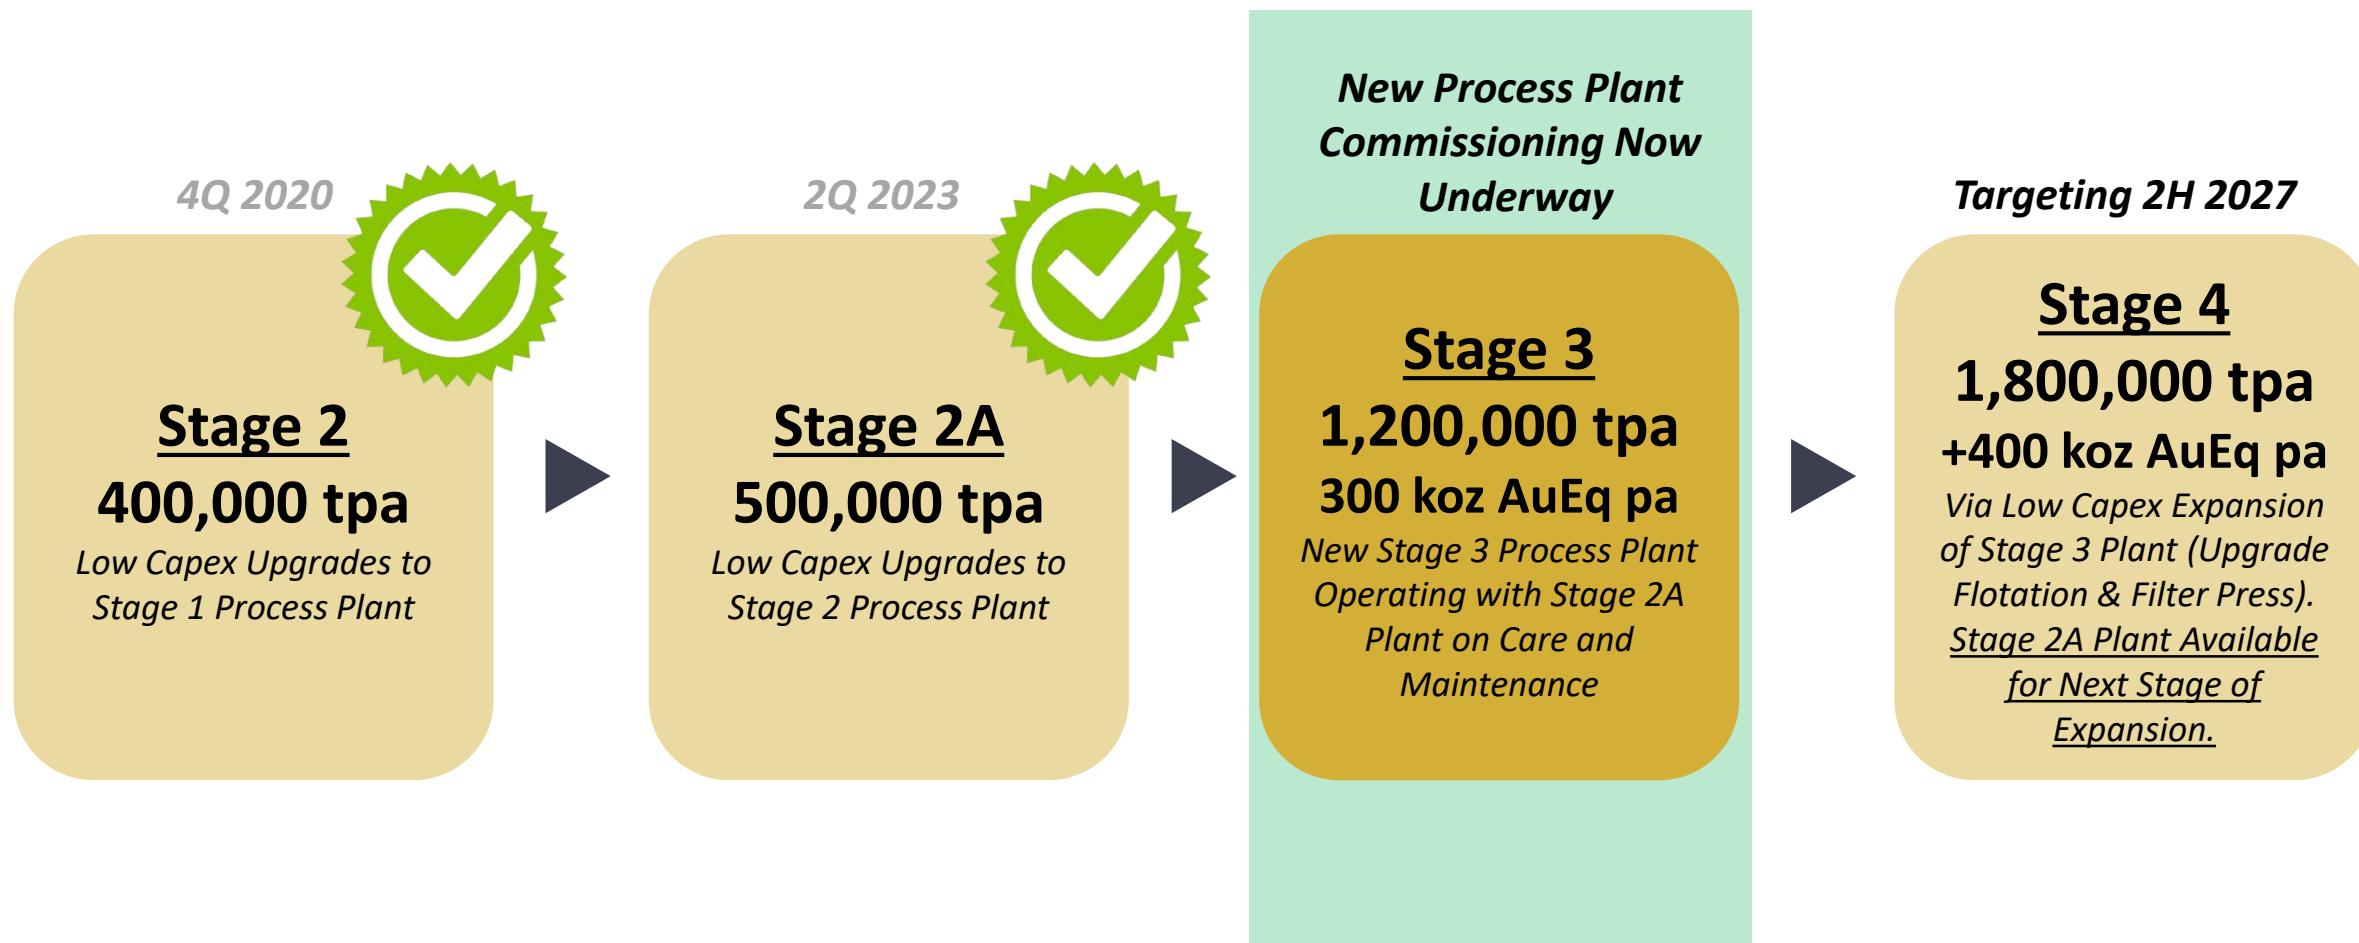 4Q 2020
Stage 2
400,000 tpa
Low Capex Upgrades to
Stage 1 Process Plant
2Q 2023
Stage 2A
500,000 tpa
Low Capex Upgrades to
Stage 2 Process Plant
New Process Plant
Commissioning Now
Underway
Stage 3
1,200,000 tpa
300 koz AuEq pa
New Stage 3 Process Plant
Operating with Stage 2A
Plant on Care and
Maintenance
Targeting 2H 2027
Stage 4
1,800,000 tpa
+400 koz AuEq pa
Via Low Capex Expansion
of Stage 3 Plant (Upgrade
Flotation & Filter Press).
Stage 2A Plant Available
for Next Stage of
Expansion.